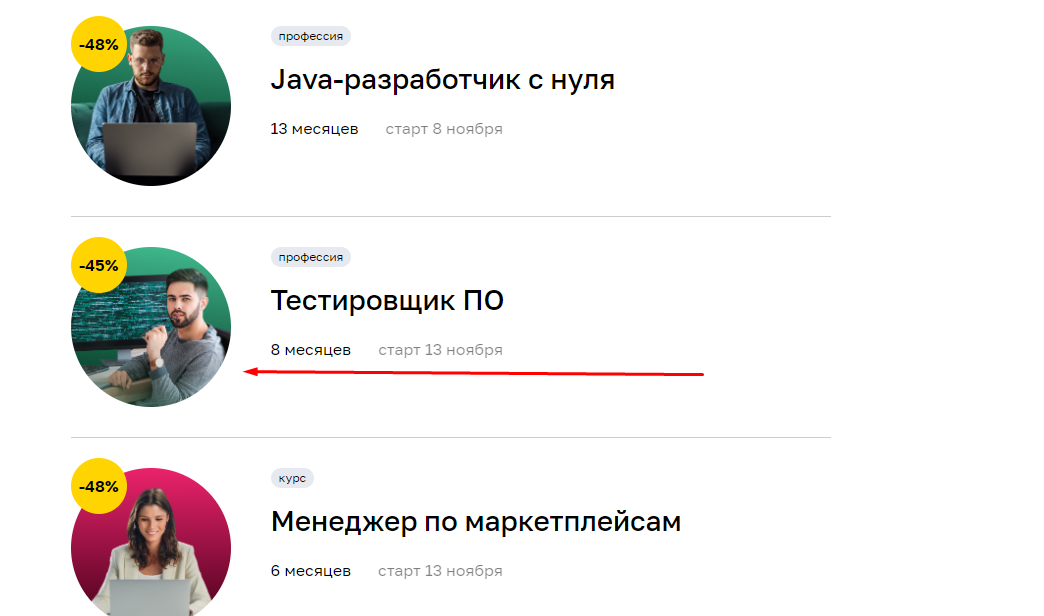 -48%
профессия
Java-разработчик с нуля
13 месяцев старт 8 ноября
-45%
профессия
Тестировщик ПО
8 месяцев старт 13 ноября
-48%
курс
Менеджер по маркетплейсам
6 месяцев старт 13 ноября